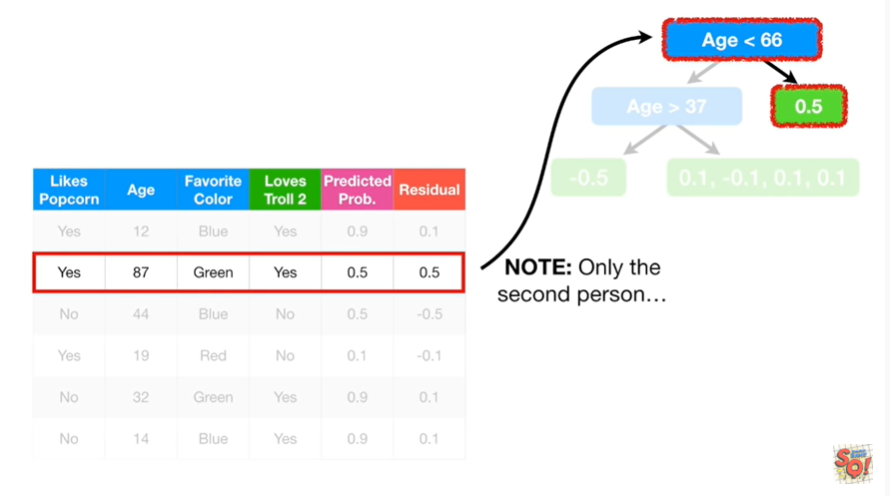 Age < 66
Age > 37
0.5
-0.5
0.1, -0.1, 0.1, 0.1
Likes Popcorn Age Favorite Color Loves Troll 2 Predicted Prob. Residual
Yes 12 Blue Yes 0.9 0.1
Yes 87 Green Yes 0.5 0.5
No 44 Blue No 0.5 -0.5
Yes 19 Red No 0.1 -0.1
No 32 Green Yes 0.9 0.1
No 14 Blue Yes 0.9 0.1
NOTE: Only the
second person…
SQ!